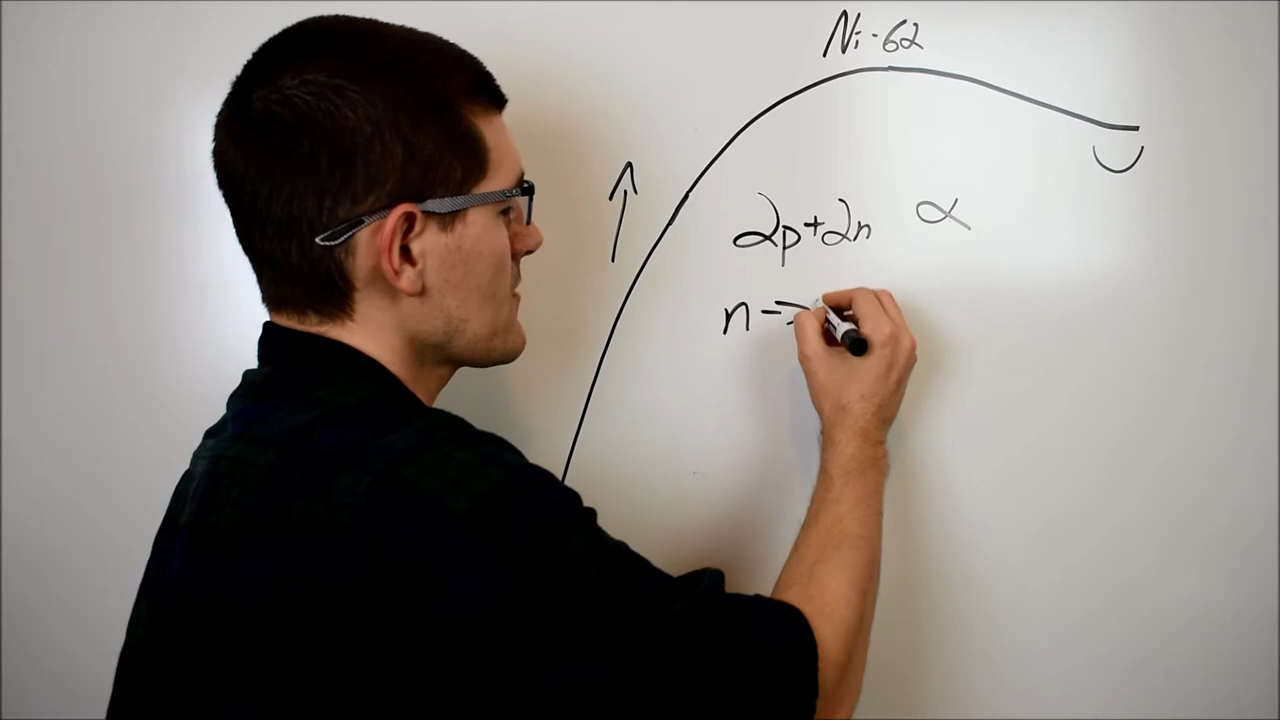 Ni-62
U
2p+2n α
n→